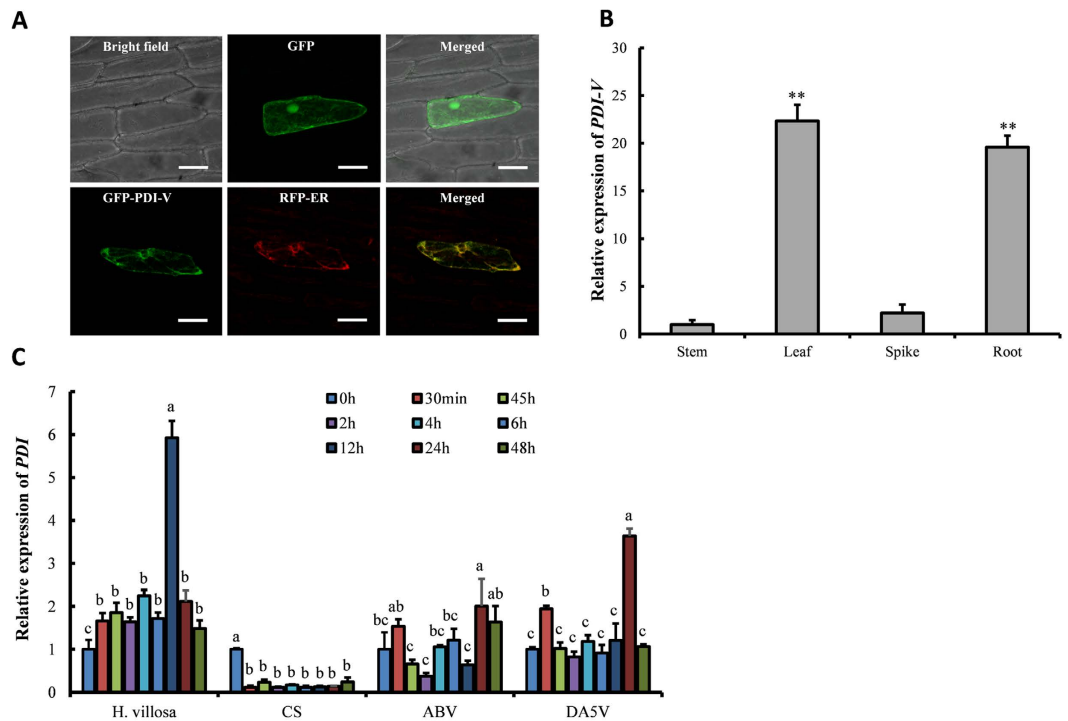 A
Bright field GFP Merged
GFP-PDI-V RFP-ER Merged
B
Relative expression of PDI-V
30
25
20
15
10
5
0
** **
Stem Leaf Spike Root
C
Relative expression of PDI
7
6
5
4
3
2
1
0
0h 30min 45h
2h 4h 6h
12h 24h 48h
c b b b b b a b b
a b b b b b b b b
bc ab c c bc bc c a ab
c b c c c c c a c
H. villosa CS ABV DA5V